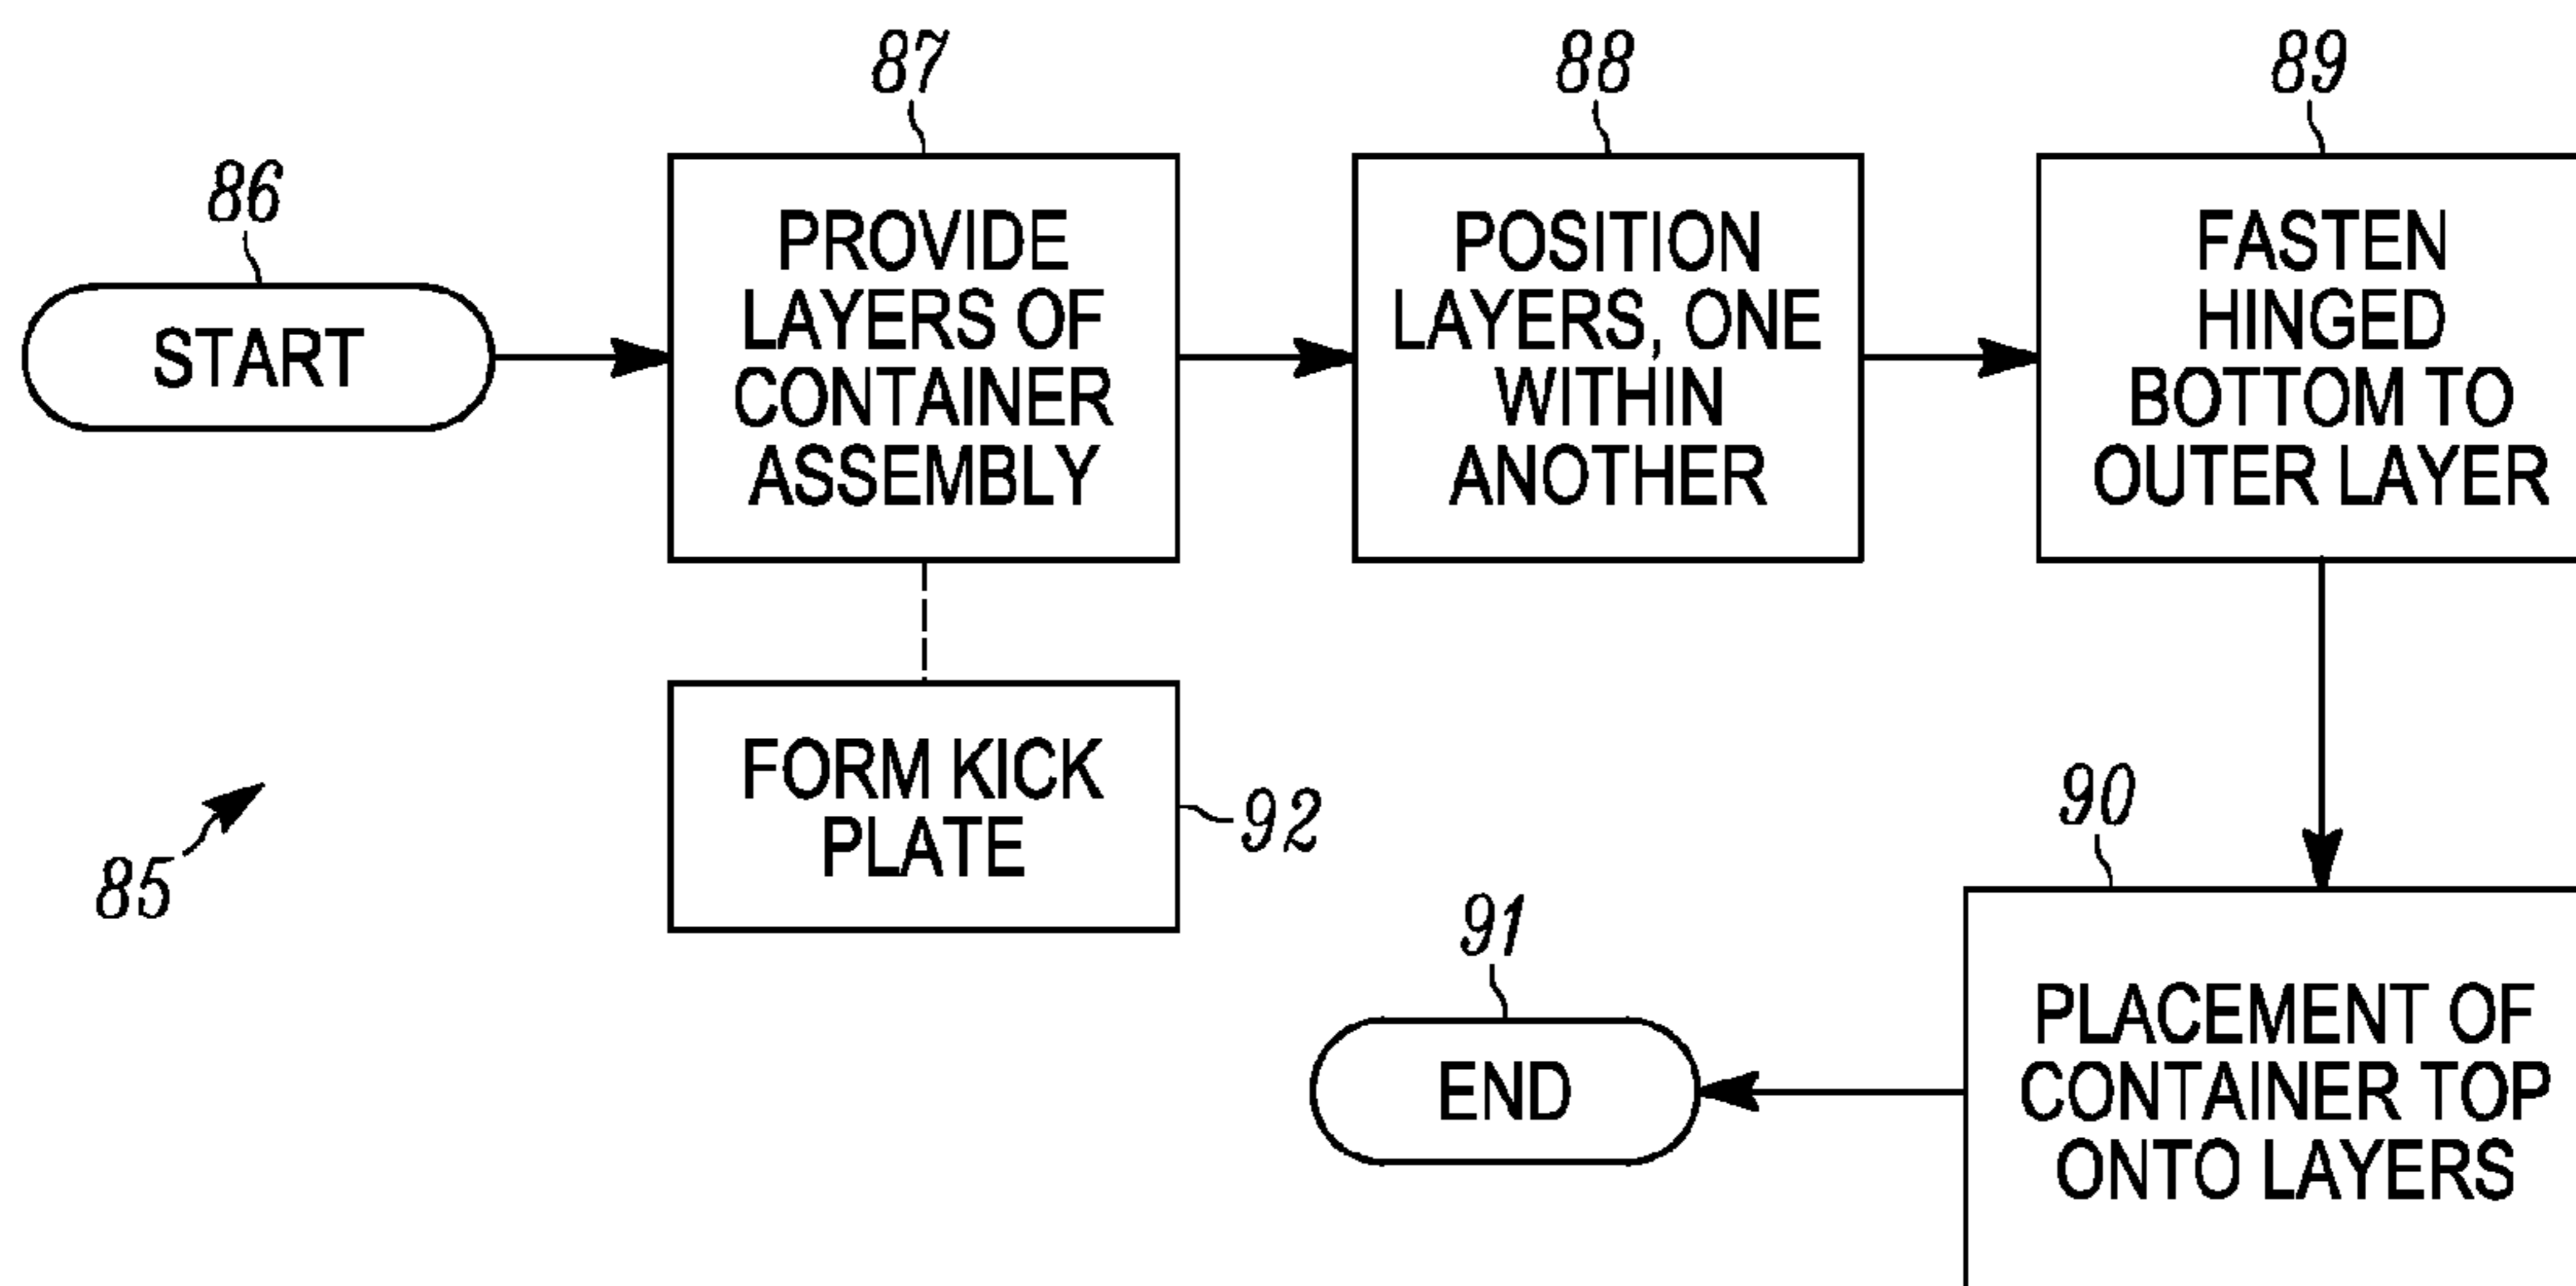 86
START
87
PROVIDE
LAYERS OF
CONTAINER
ASSEMBLY
88
POSITION
LAYERS, ONE
WITHIN
ANOTHER
89
FASTEN
HINGED
BOTTOM TO
OUTER LAYER
FORM KICK
PLATE
92
85
90
PLACEMENT OF
CONTAINER TOP
ONTO LAYERS
91
END